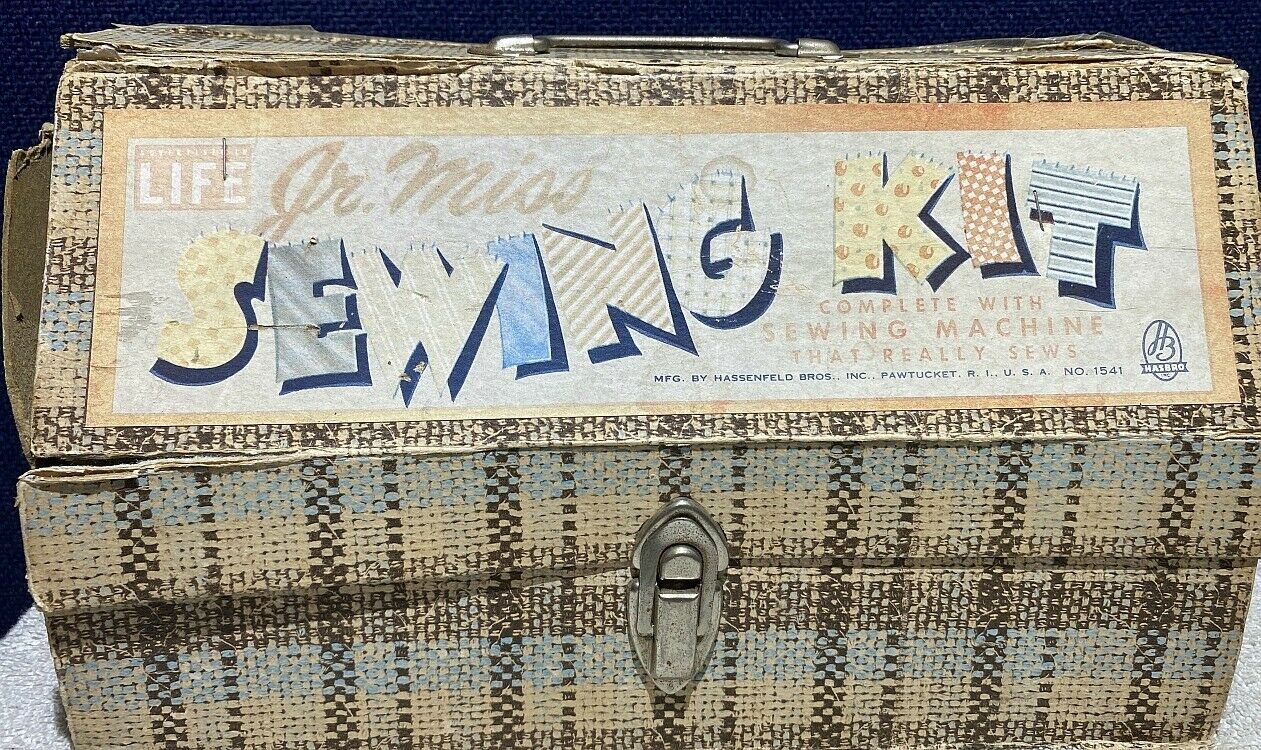 LIFE
Jr. Miss
SEWING KIT
COMPLETE WITH
SEWING MACHINE
THAT REALLY SEWS
MFG. BY HASSENFELD BROS., INC., PAWTUCKET, R. I., U. S. A. NO. 1541
HB
HASBRO